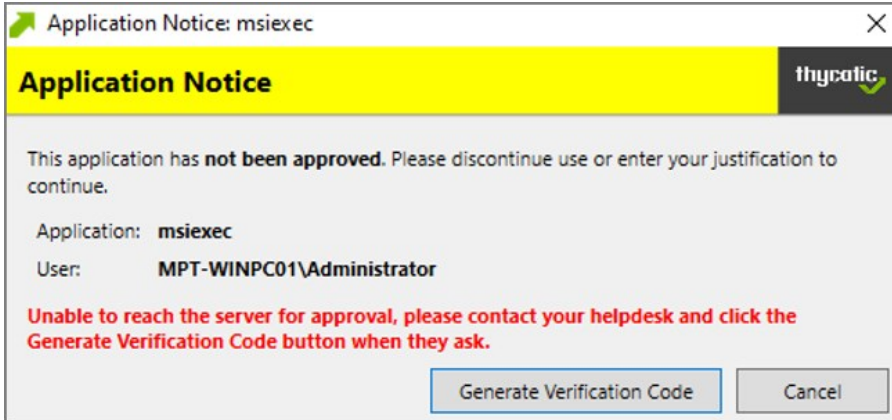 Application Notice: msiexec
Application Notice
thycotic
This application has not been approved. Please discontinue use or enter your justification to
continue.
Application: msiexec
User: MPT-WINPC01\Administrator
Unable to reach the server for approval, please contact your helpdesk and click the
Generate Verification Code button when they ask.
Generate Verification Code
Cancel